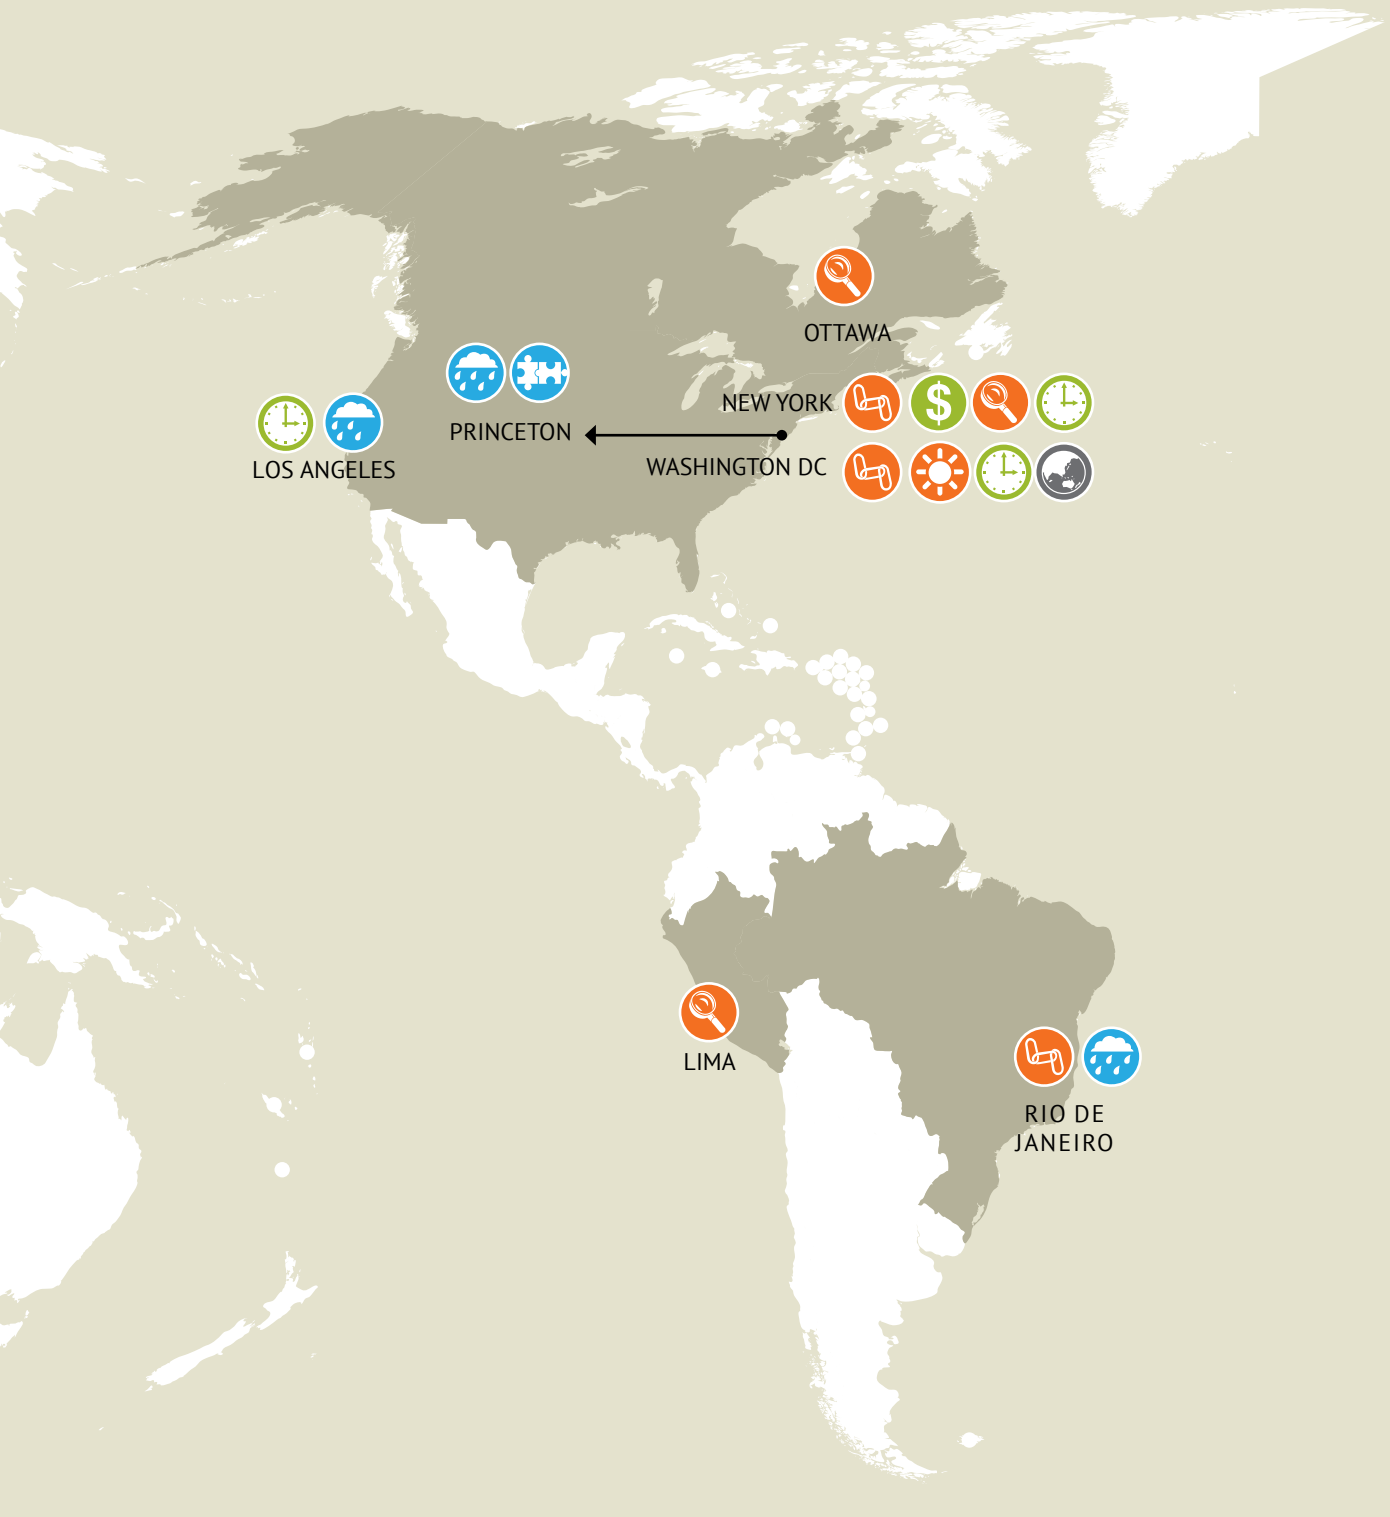 OTTAWA
NEW YORK
$
PRINCETON
WASHINGTON DC
LOS ANGELES
LIMA
RIO DE
JANEIRO